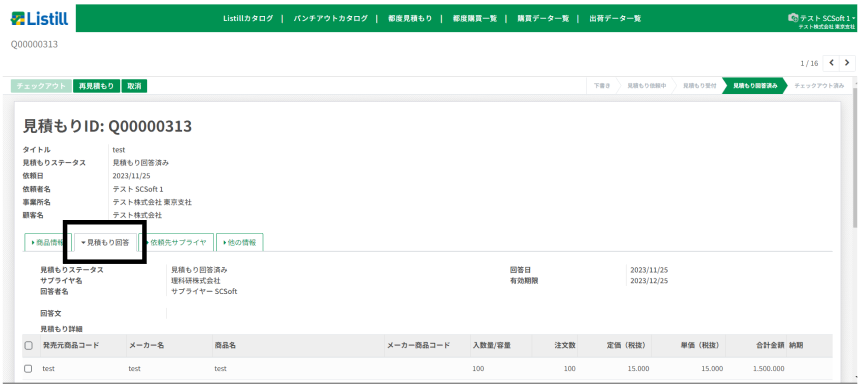 Listill
Listillカタログ | パンチアウトカタログ | 都度見積もり | 都度購買一覧 | 購買データ一覧 | 出荷データ一覧
テスト SCSoft 1
テスト株式会社 東京支社
Q00000313
1 / 16
チェックアウト 再見積もり 取消
下書き 見積もり依頼中 見積もり受付 見積もり回答済み チェックアウト済み
見積もりID: Q00000313
タイトル test
見積もりステータス 見積もり回答済み
依頼日 2023/11/25
依頼者名 テスト SCSoft 1
事業所名 テスト株式会社 東京支社
顧客名 テスト株式会社
商品情報 見積もり回答 依頼先サプライヤ 他の情報
見積もりステータス 見積もり回答済み 回答日 2023/11/25
サプライヤ名 理科研株式会社 有効期限 2023/12/25
回答者名 サプライヤー SCSoft
回答文
見積もり詳細
発売元商品コード メーカー名 商品名 メーカー商品コード 入数量/容量 注文数 定価（税抜） 単価（税抜） 合計金額 納期
test test test 100 100 15.000 15.000 1.500.000